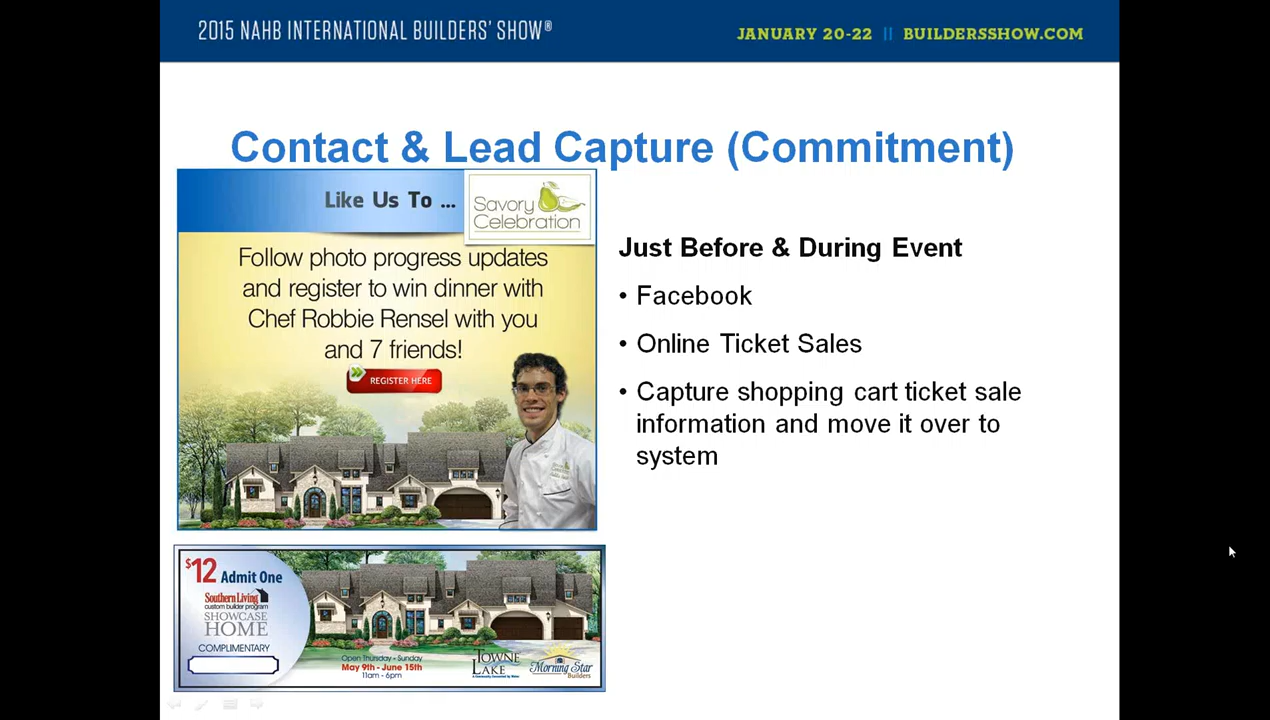 2015 NAHB INTERNATIONAL BUILDERS' SHOW®
JANUARY 20-22 || BUILDERSSHOW.COM
Contact & Lead Capture (Commitment)
Like Us To ...
Savory
Celebration
Follow photo progress updates
and register to win dinner with
Chef Robbie Rensel with you
and 7 friends!
REGISTER HERE
Just Before & During Event
• Facebook
• Online Ticket Sales
• Capture shopping cart ticket sale
information and move it over to
system
$12 Admit One
Southern Living
custom builder program
SHOWCASE
HOME
COMPLIMENTARY
Open Thursday - Sunday
May 9th - June 15th
11am - 6pm
TOWNE
LAKE
Morning Star
Builders